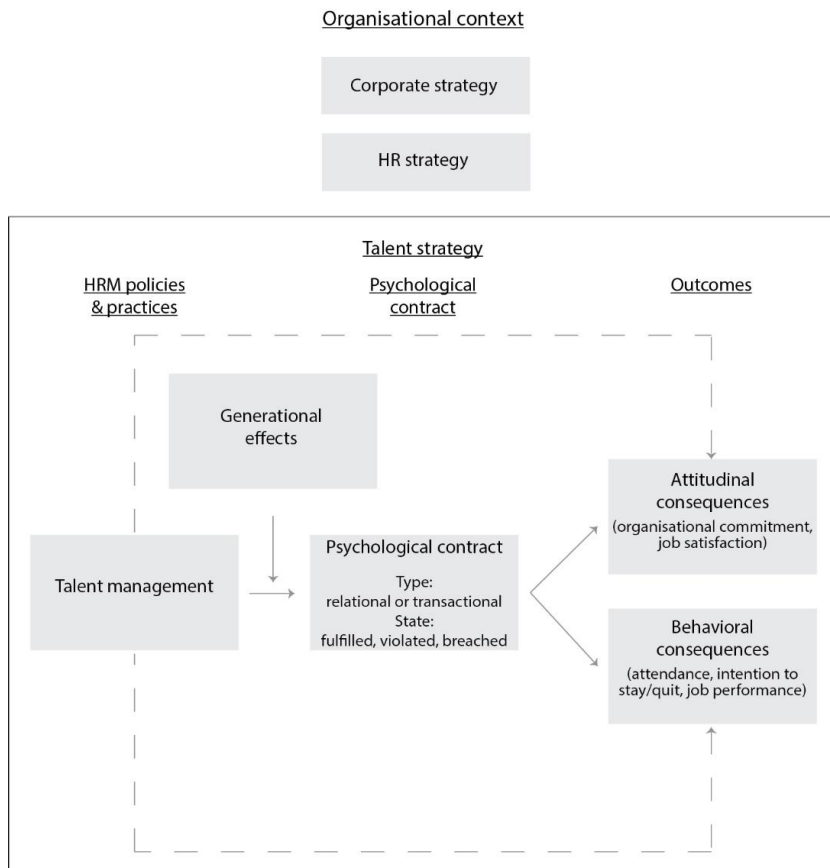 Organisational context
Corporate strategy
HR strategy
Talent strategy
HRM policies
& practices
Psychological
contract
Outcomes
Generational
effects
Talent management
Psychological contract
Type:
relational or transactional
State:
fulfilled, violated, breached
Attitudinal
consequences
(organisational commitment,
job satisfaction)
Behavioral
consequences
(attendance, intention to
stay/quit, job performance)